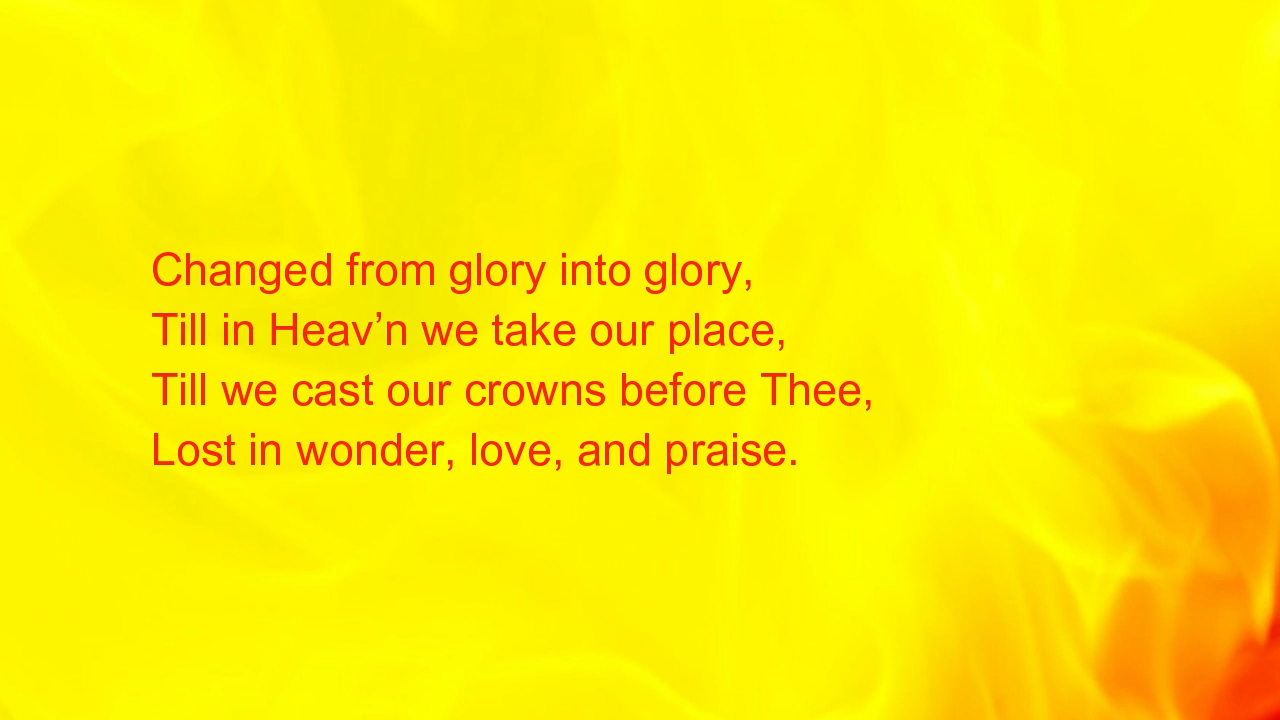 Changed from glory into glory,
Till in Heav’n we take our place,
Till we cast our crowns before Thee,
Lost in wonder, love, and praise.